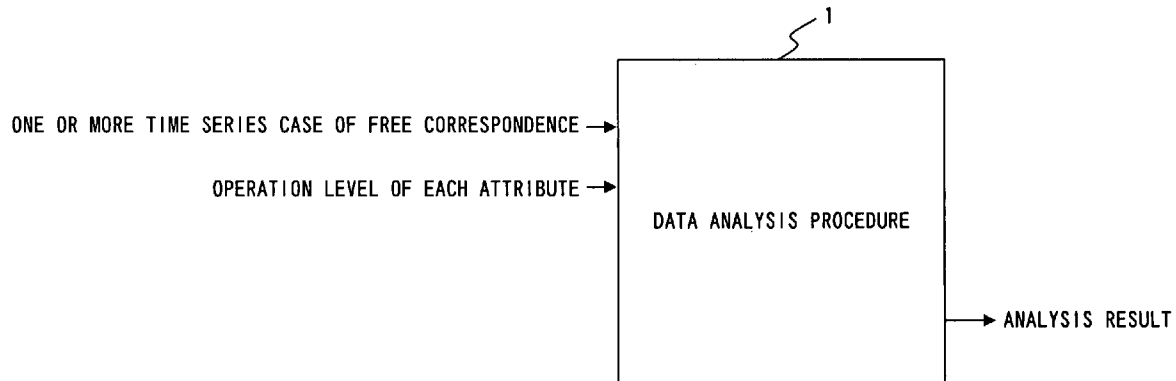 1
ONE OR MORE TIME SERIES CASE OF FREE CORRESPONDENCE
OPERATION LEVEL OF EACH ATTRIBUTE
DATA ANALYSIS PROCEDURE
ANALYSIS RESULT